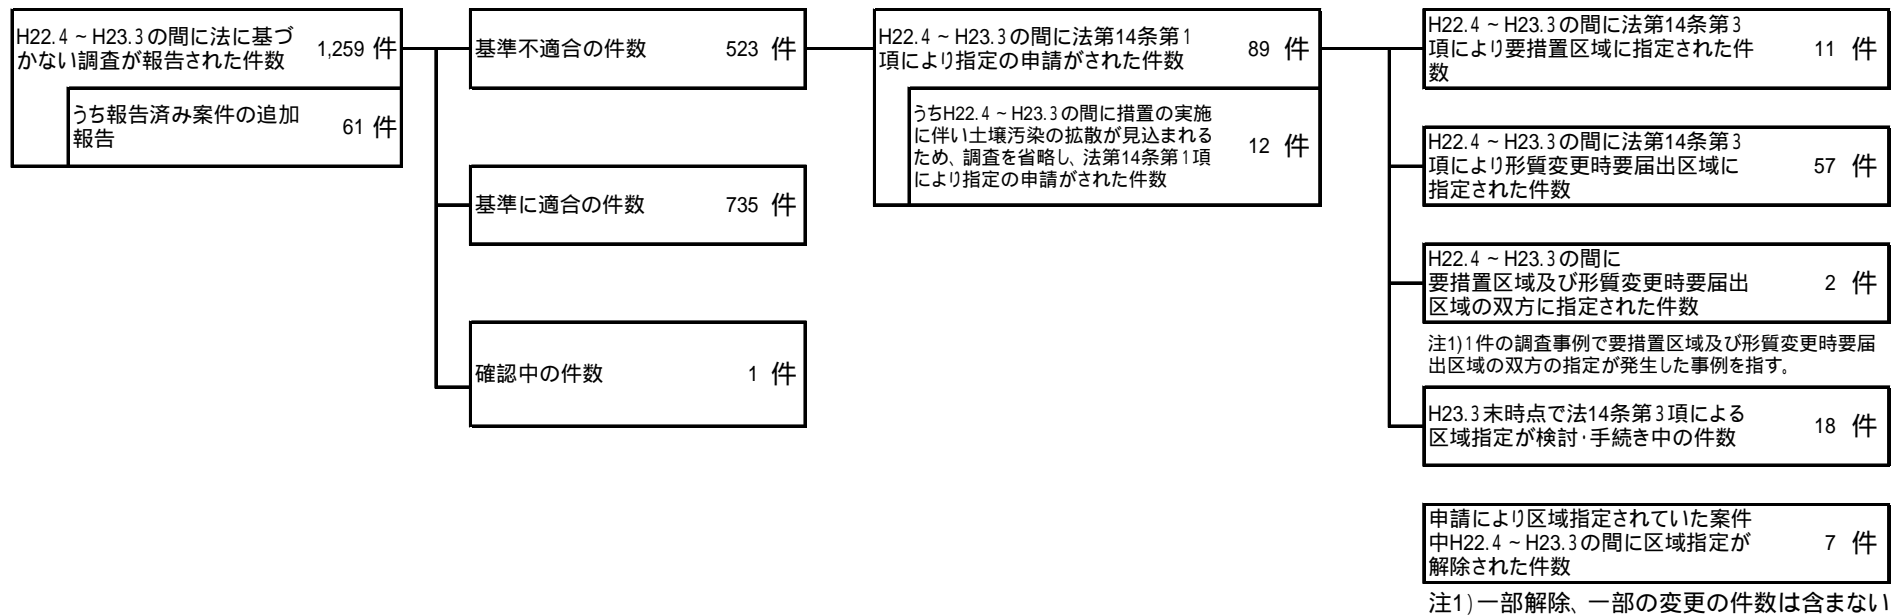 H22.4～H23.3の間に法に基づ
かない調査が報告された件数
1,259 件
うち報告済み案件の追加
報告
61 件
基準不適合の件数 523 件
基準に適合の件数 735 件
確認中の件数 1 件
H22.4～H23.3の間に法第14条第1
項により指定の申請がされた件数
89 件
うちH22.4～H23.3の間に措置の実施
に伴い土壌汚染の拡散が見込まれる
ため、調査を省略し、法第14条第1項
により指定の申請がされた件数
12 件
H22.4～H23.3の間に法第14条第3
項により要措置区域に指定された件
数
11 件
H22.4～H23.3の間に法第14条第3
項により形質変更時要届出区域に
指定された件数
57 件
H22.4～H23.3の間に
要措置区域及び形質変更時要届出
区域の双方に指定された件数
2 件
注1)1件の調査事例で要措置区域及び形質変更時要届
出区域の双方の指定が発生した事例を指す。
H23.3末時点で法14条第3項による
区域指定が検討･手続き中の件数
18 件
申請により区域指定されていた案件
中H22.4～H23.3の間に区域指定が
解除された件数
7 件
注1)一部解除、一部の変更の件数は含まない